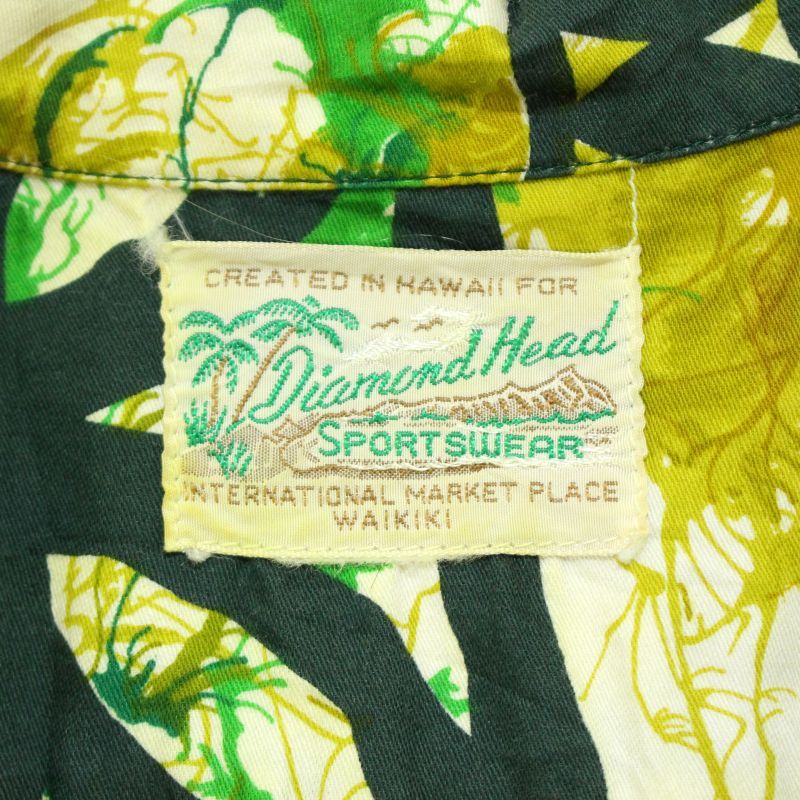 CREATED IN HAWAII FOR
Diamond Head
SPORTSWEAR
INTERNATIONAL MARKET PLACE
WAIKIKI